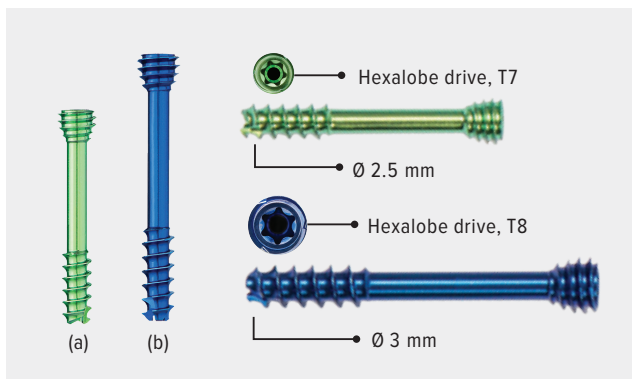 Hexalobe drive, T7
Ø 2.5 mm
Hexalobe drive, T8
Ø 3 mm
(a)
(b)